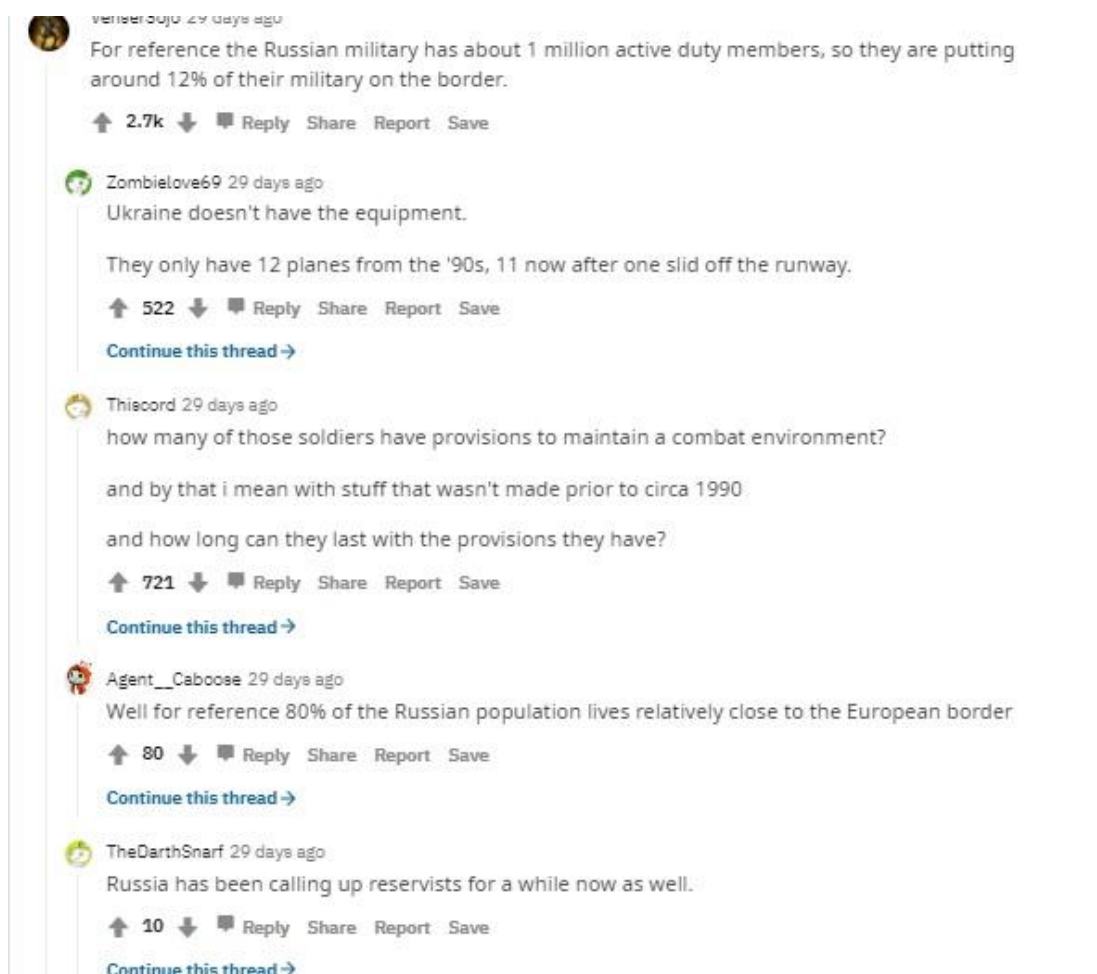 VenserSojo 29 days ago
For reference the Russian military has about 1 million active duty members, so they are putting
around 12% of their military on the border.
2.7k Reply Share Report Save
Zombielove69 29 days ago
Ukraine doesn't have the equipment.
They only have 12 planes from the '90s, 11 now after one slid off the runway.
522 Reply Share Report Save
Continue this thread→
Thiscord 29 days ago
how many of those soldiers have provisions to maintain a combat environment?
and by that i mean with stuff that wasn't made prior to circa 1990
and how long can they last with the provisions they have?
721 Reply Share Report Save
Continue this thread→
Agent__Caboose 29 days ago
Well for reference 80% of the Russian population lives relatively close to the European border
80 Reply Share Report Save
Continue this thread→
TheDarthSnarf 29 days ago
Russia has been calling up reservists for a while now as well.
10 Reply Share Report Save
Continue this thread→